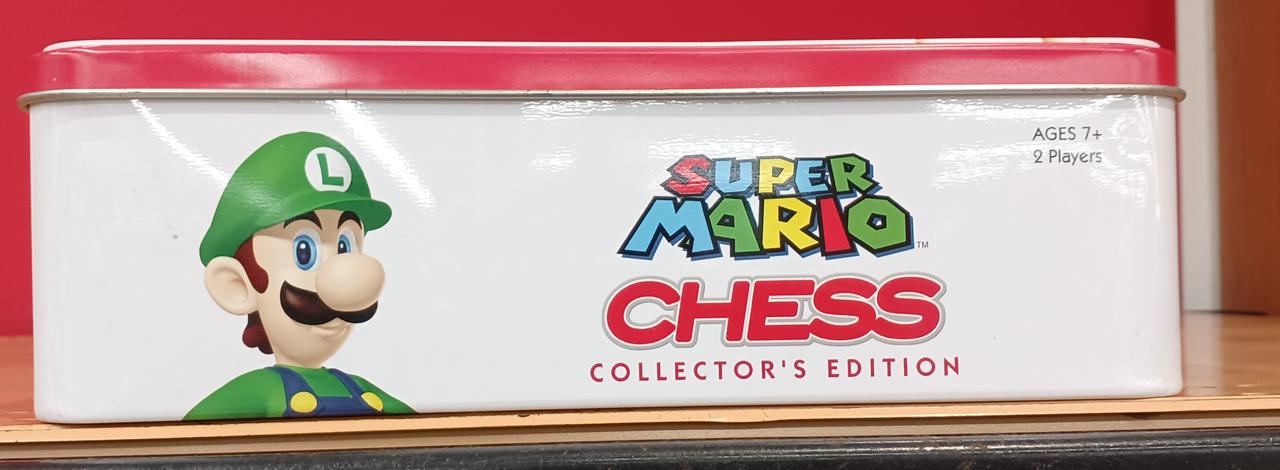 L
AGES 7+
2 Players
SUPER
MARIO™
CHESS
COLLECTOR'S EDITION